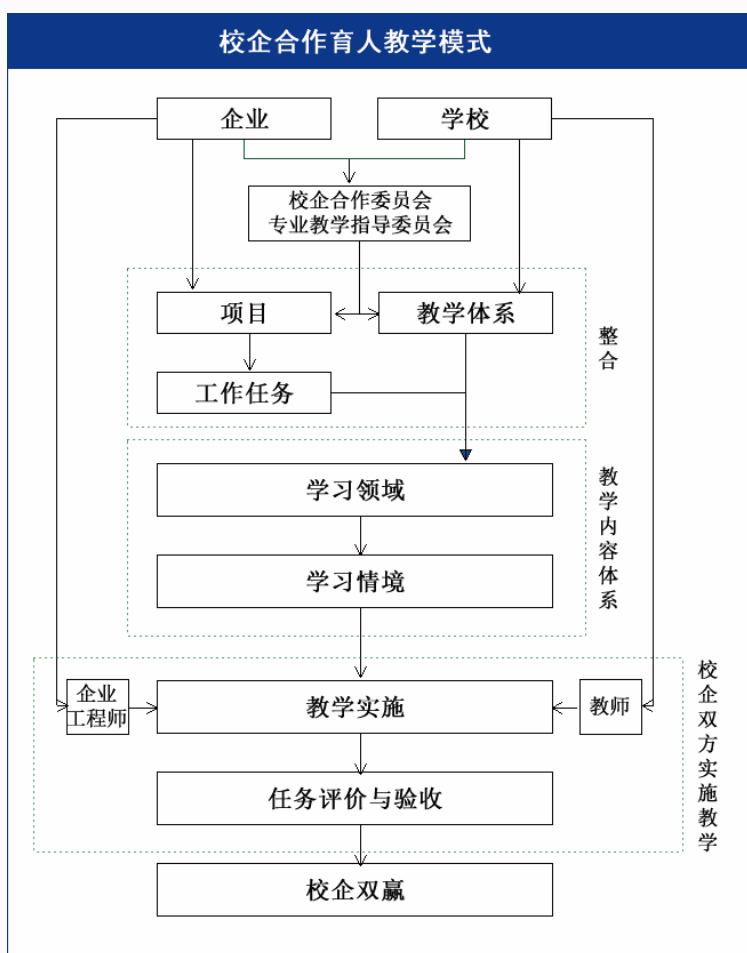 校企合作育人教学模式
企业
学校
校企合作委员会
专业教学指导委员会
项目
教学体系
整合
工作任务
学习领域
教学内容体系
学习情境
企业
工程师
教学实施
教师
校企双方实施教学
任务评价与验收
校企双赢